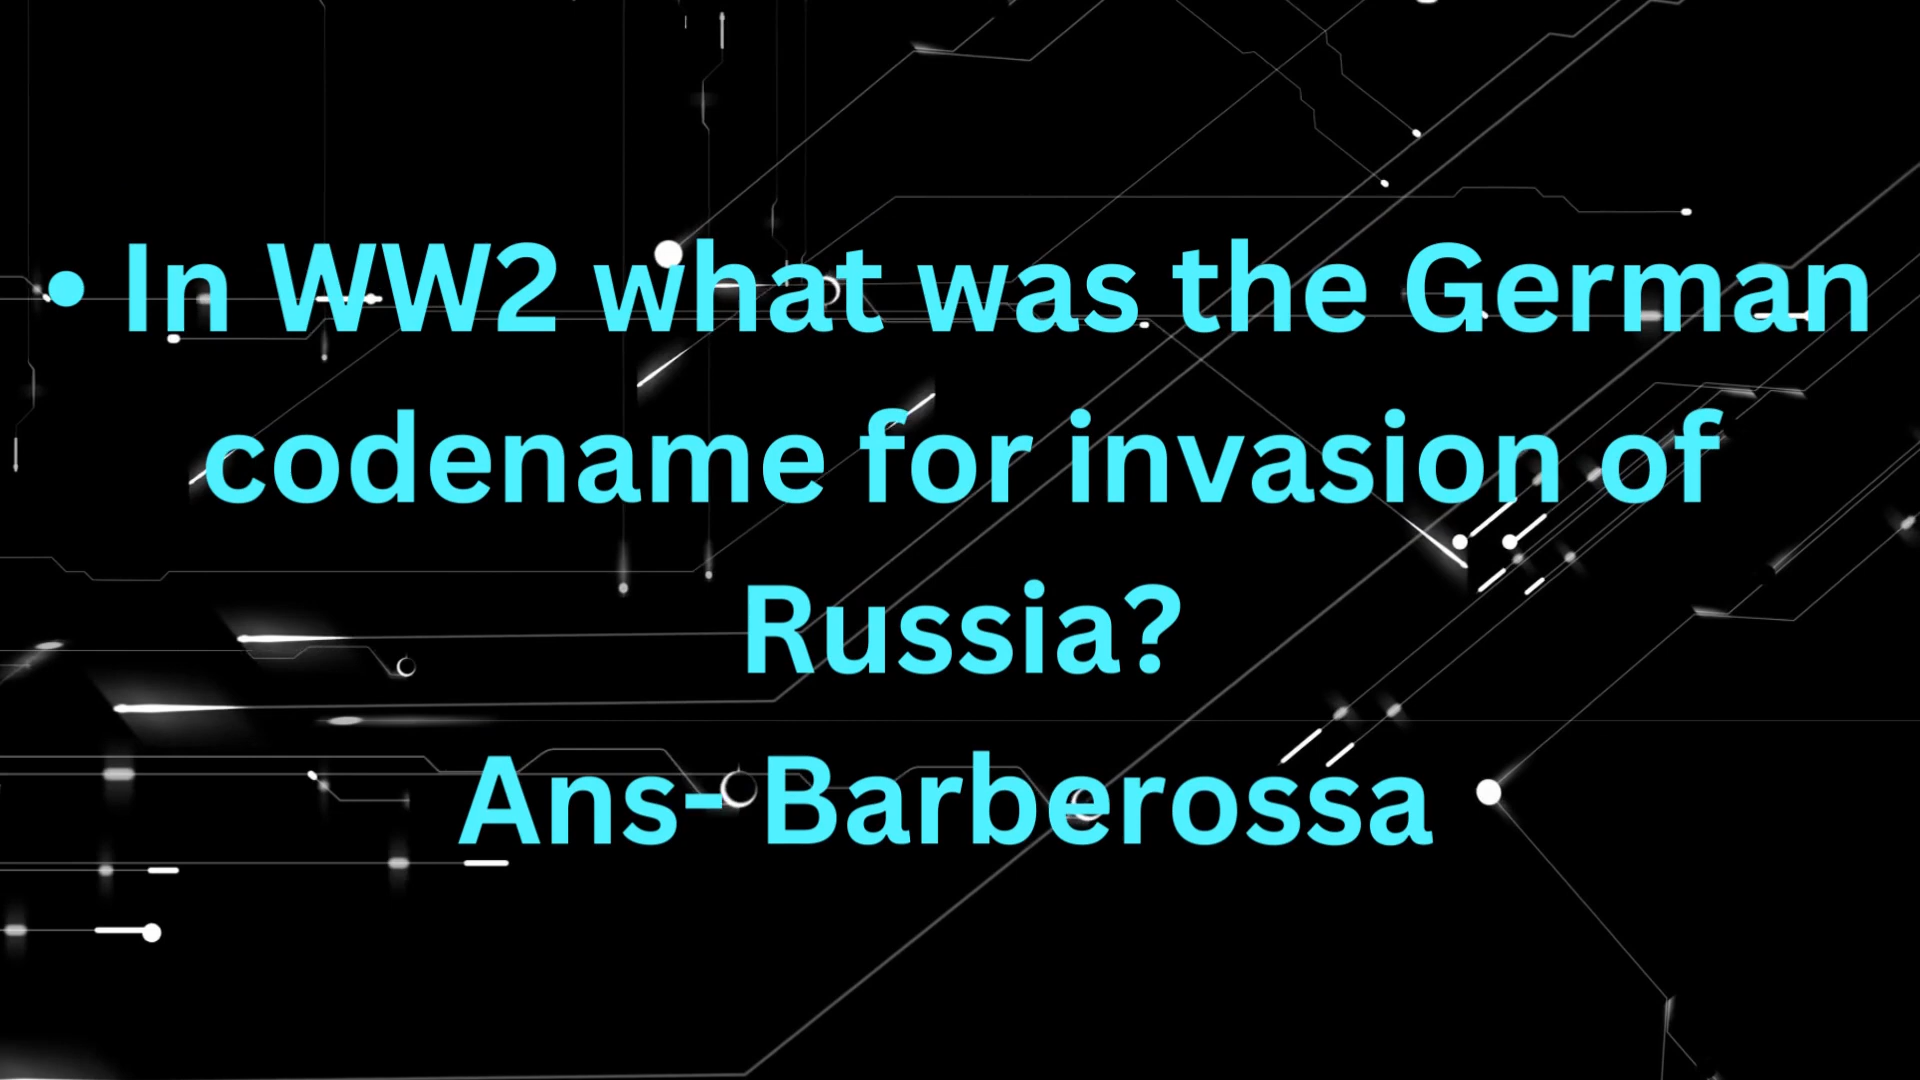 • In WW2 what was the German
codename for invasion of
Russia?
Ans- Barberossa